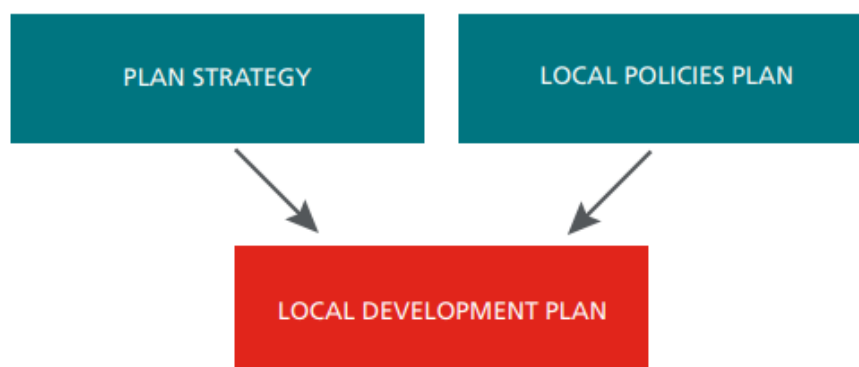 PLAN STRATEGY
LOCAL POLICIES PLAN
LOCAL DEVELOPMENT PLAN